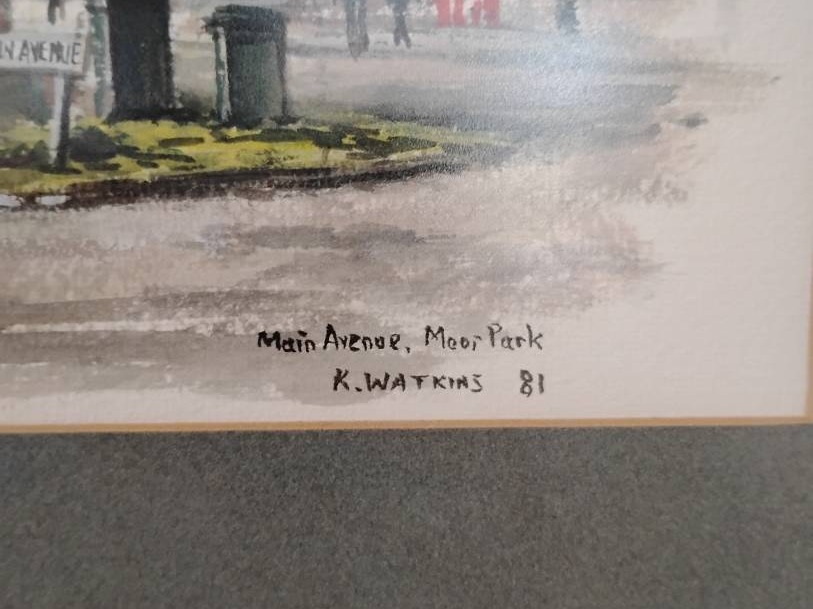 N AVENUE
Main Avenue, Moor Park
K. WATKINS 81